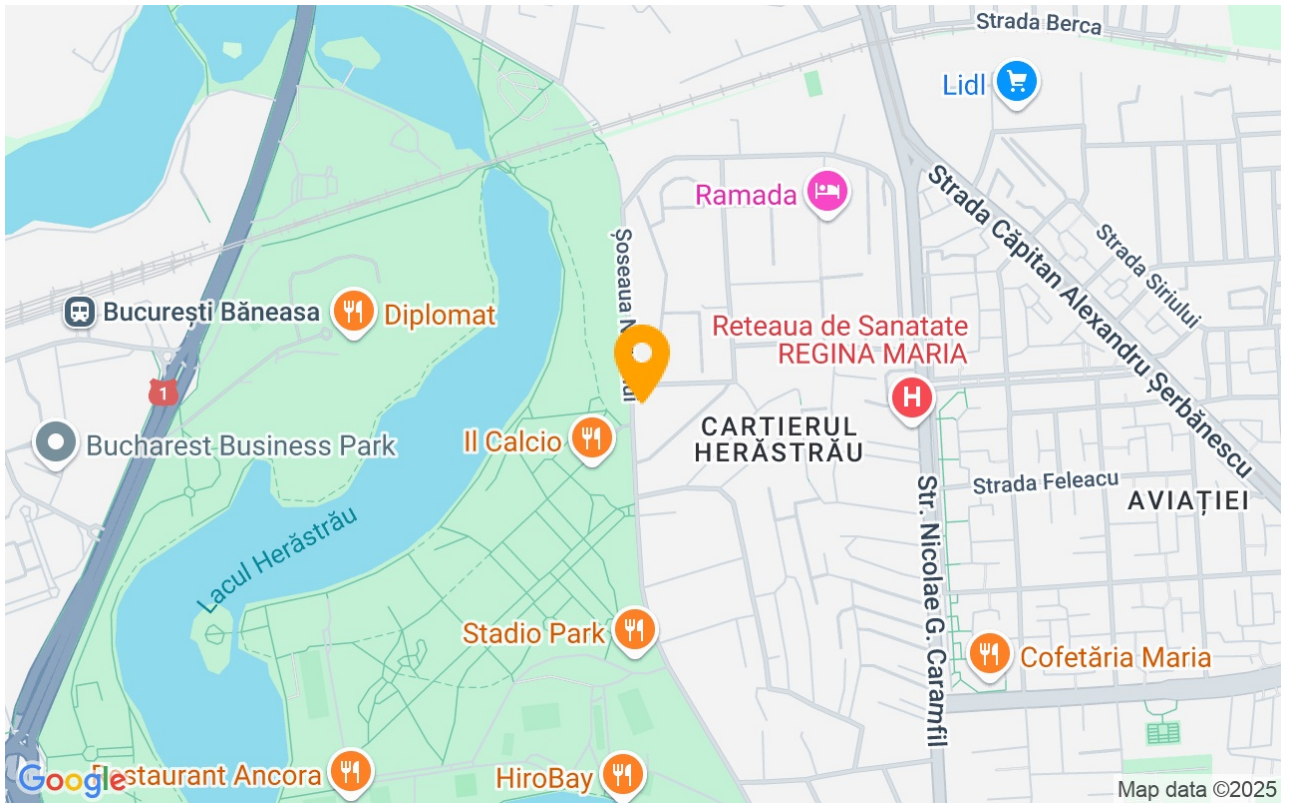 Strada Berca
Lidl
Strada Căpitan Alexandru Șerbănescu
Ramada
Strada Siriului
Șoseaua
București Băneasa
Diplomat
Reteaua de Sanatate
REGINA MARIA
1
H
Bucharest Business Park
Il Calcio
CARTIERUL
HERĂSTRĂU
Strada Feleacu
AVIAȚIEI
Lacul Herăstrău
Str. Nicolae G. Caramfil
Stadio Park
Cofetăria Maria
Google
Restaurant Ancora
HiroBay
Map data ©2025